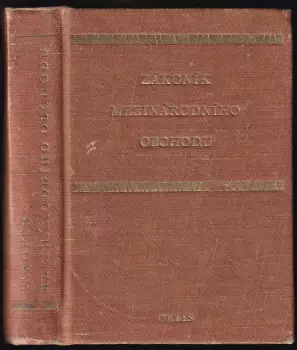 ZÁKONÍK
MEZINÁRODNÍHO
OBCHODU
ORBIS
ZÁKONÍK
MEZINÁRODNÍHO OBCHODU